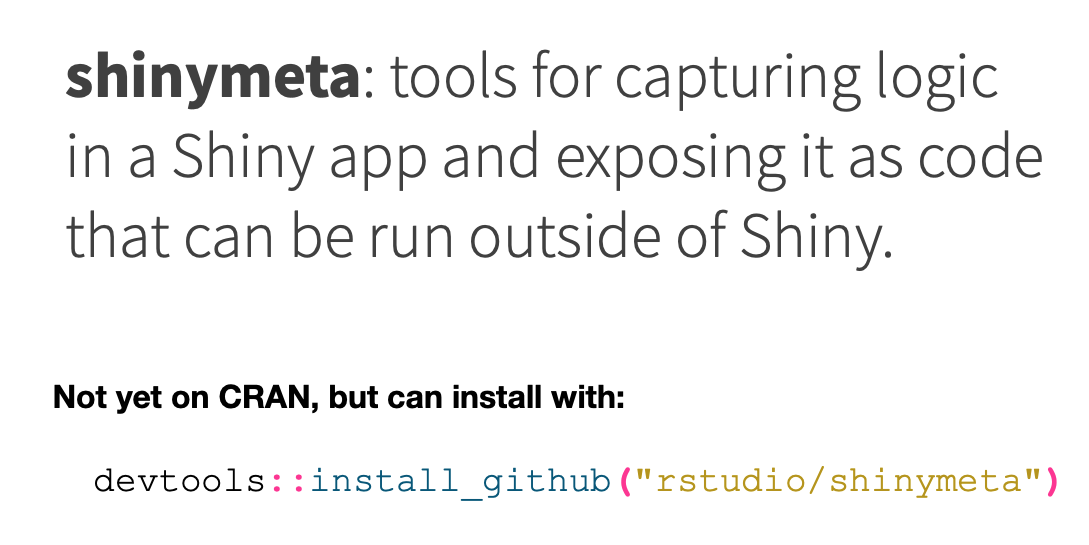 shinymeta: tools for capturing logic
in a Shiny app and exposing it as code
that can be run outside of Shiny.
Not yet on CRAN, but can install with:
devtools::install_github("rstudio/shinymeta")